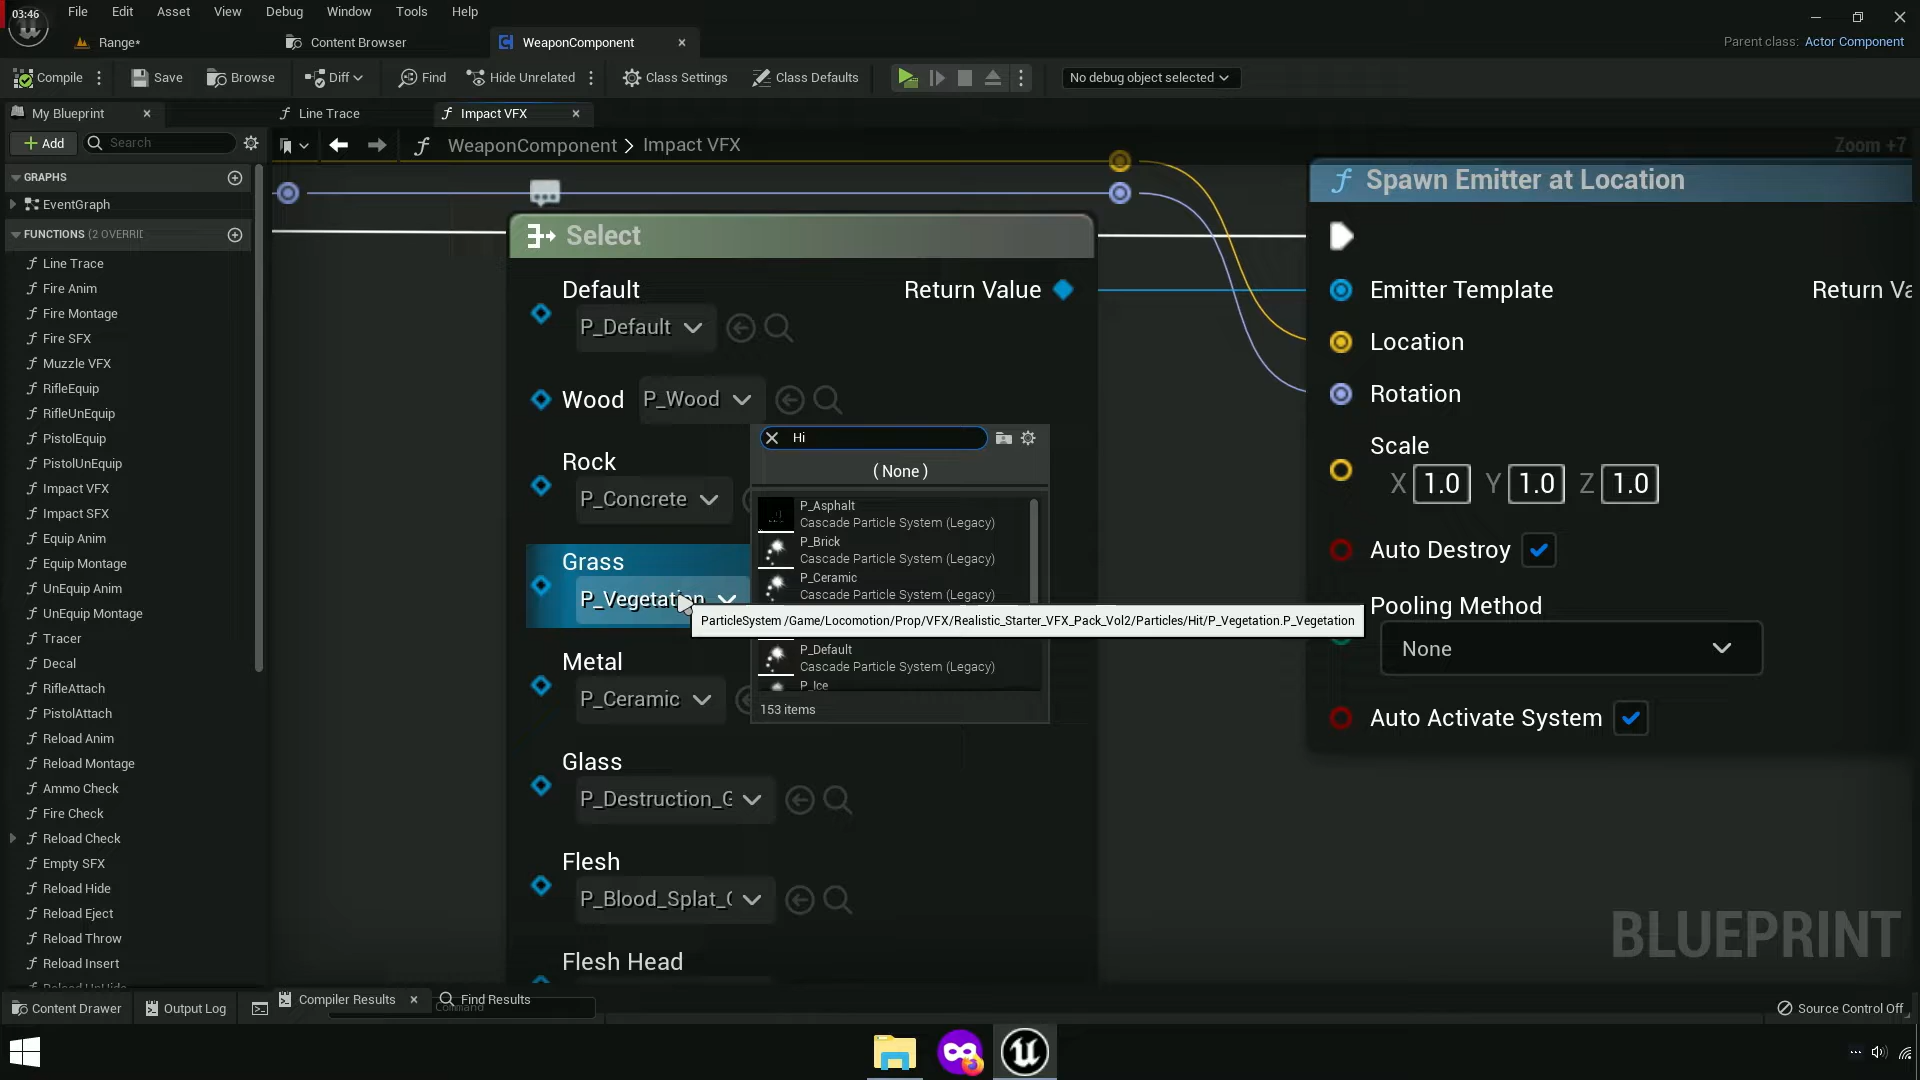 03:46
File Edit Asset View Debug Window Tools Help
Range*
Content Browser
WeaponComponent
Parent class: Actor Component
Compile
Save
Browse
Diff
Find
Hide Unrelated
Class Settings
Class Defaults
No debug object selected
My Blueprint
Line Trace
Impact VFX
Add
Search
WeaponComponent > Impact VFX
Zoom +7
GRAPHS
EventGraph
FUNCTIONS (2 OVERRID
Line Trace
Fire Anim
Fire Montage
Fire SFX
Muzzle VFX
RifleEquip
RifleUnEquip
PistolEquip
PistolUnEquip
Impact VFX
Impact SFX
Equip Anim
Equip Montage
UnEquip Anim
UnEquip Montage
Tracer
Decal
RifleAttach
PistolAttach
Reload Anim
Reload Montage
Ammo Check
Fire Check
Reload Check
Empty SFX
Reload Hide
Reload Eject
Reload Throw
Reload Insert
Reload UnHide
Select
Default
P_Default
Return Value
Wood
P_Wood
Rock
P_Concrete
Grass
P_Vegetation
Metal
P_Ceramic
Glass
P_Destruction_G
Flesh
P_Blood_Splat_C
Flesh Head
Hi
( None )
P_Asphalt
Cascade Particle System (Legacy)
P_Brick
Cascade Particle System (Legacy)
P_Ceramic
Cascade Particle System (Legacy)
ParticleSystem /Game/Locomotion/Prop/VFX/Realistic_Starter_VFX_Pack_Vol2/Particles/Hit/P_Vegetation.P_Vegetation
P_Default
Cascade Particle System (Legacy)
P_Ice
153 items
Spawn Emitter at Location
Emitter Template
Return Va
Location
Rotation
Scale
X 1.0 Y 1.0 Z 1.0
Auto Destroy
Pooling Method
None
Auto Activate System
BLUEPRINT
Content Drawer
Output Log
Compiler Results
Find Results
Command
Source Control Off